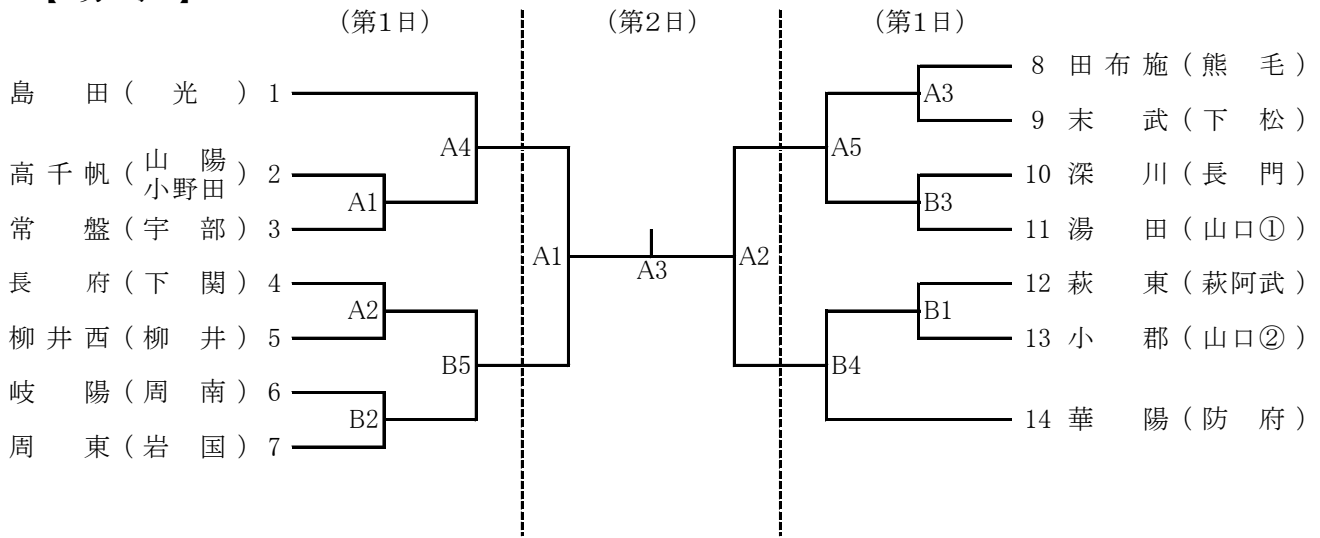 (第1日) (第2日) (第1日)
島田(光) 1
高千帆(山陽小野田) 2
常盤(宇部) 3
長府(下関) 4
柳井西(柳井) 5
岐陽(周南) 6
周東(岩国) 7
A4
A1
A2
B5
B2
A1
A3
A2
A5
A3
B3
B1
B4
8 田布施(熊毛)
9 末武(下松)
10 深川(長門)
11 湯田(山口①)
12 萩東(萩阿武)
13 小郡(山口②)
14 華陽(防府)